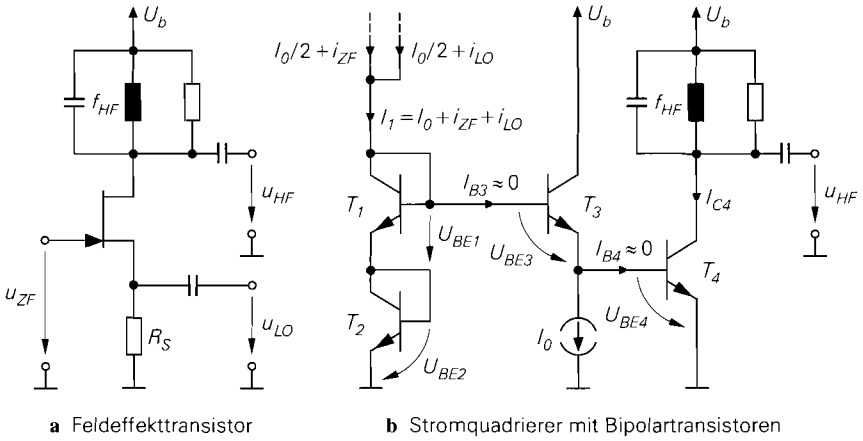 U_b
f_HF
u_HF
u_ZF
u_LO
R_S
a Feldeffekttransistor
I_0/2 + i_ZF
I_0/2 + i_LO
I_1 = I_0 + i_ZF + i_LO
T_1
U_BE1
T_2
U_BE2
I_B3 ≈ 0
U_b
T_3
U_BE3
I_B4 ≈ 0
I_0
U_BE4
T_4
U_b
f_HF
I_C4
u_HF
b Stromquadrierer mit Bipolartransistoren